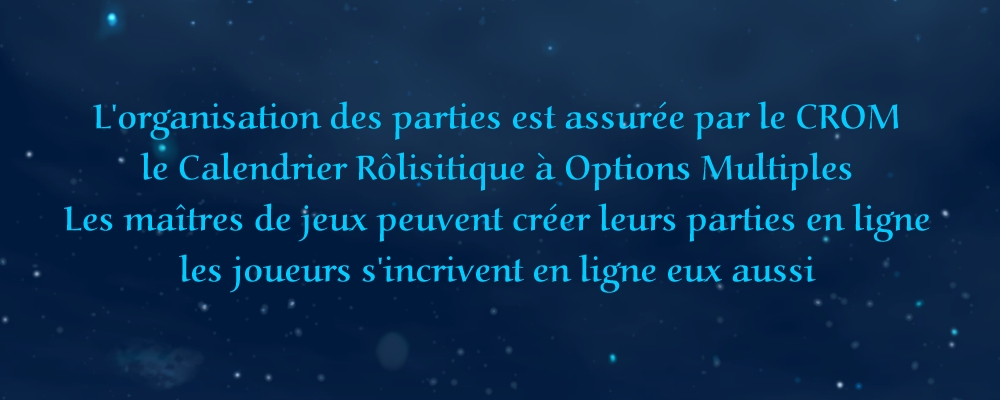 L'organisation des parties est assurée par le CROM
le Calendrier Rôlisitique à Options Multiples
Les maîtres de jeux peuvent créer leurs parties en ligne
les joueurs s'incrivent en ligne eux aussi